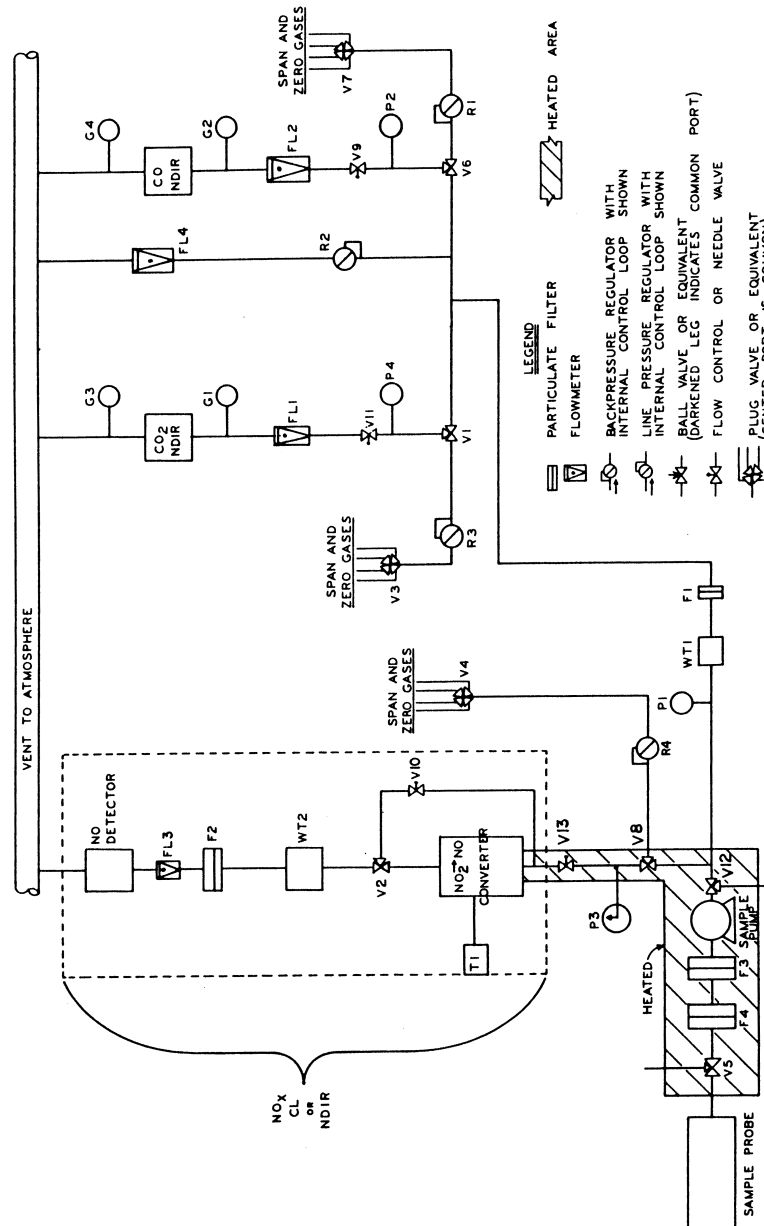 VENT TO ATMOSPHERE
NO
DETECTOR
FL3
F2
WT2
V2
V10
NO2→NO
CONVERTER
T1
V13
V8
P3
HEATED
V12
SAMPLE
PUMP
F3
F4
V5
SAMPLE PROBE
NOX
CL
OR
NDIR
SPAN AND
ZERO GASES
V4
R4
P1
WT1
F1
SPAN AND
ZERO GASES
V3
R3
G3
CO2
NDIR
G1
FL1
V11
P4
V1
FL4
R2
G4
CO
NDIR
G2
FL2
V9
P2
V6
SPAN AND
ZERO GASES
V7
R1
HEATED AREA
LEGEND
PARTICULATE FILTER
FLOWMETER
BACKPRESSURE REGULATOR WITH
INTERNAL CONTROL LOOP SHOWN
LINE PRESSURE REGULATOR WITH
INTERNAL CONTROL LOOP SHOWN
BALL VALVE OR EQUIVALENT
(DARKENED LEG INDICATES COMMON PORT)
FLOW CONTROL OR NEEDLE VALVE
PLUG VALVE OR EQUIVALENT